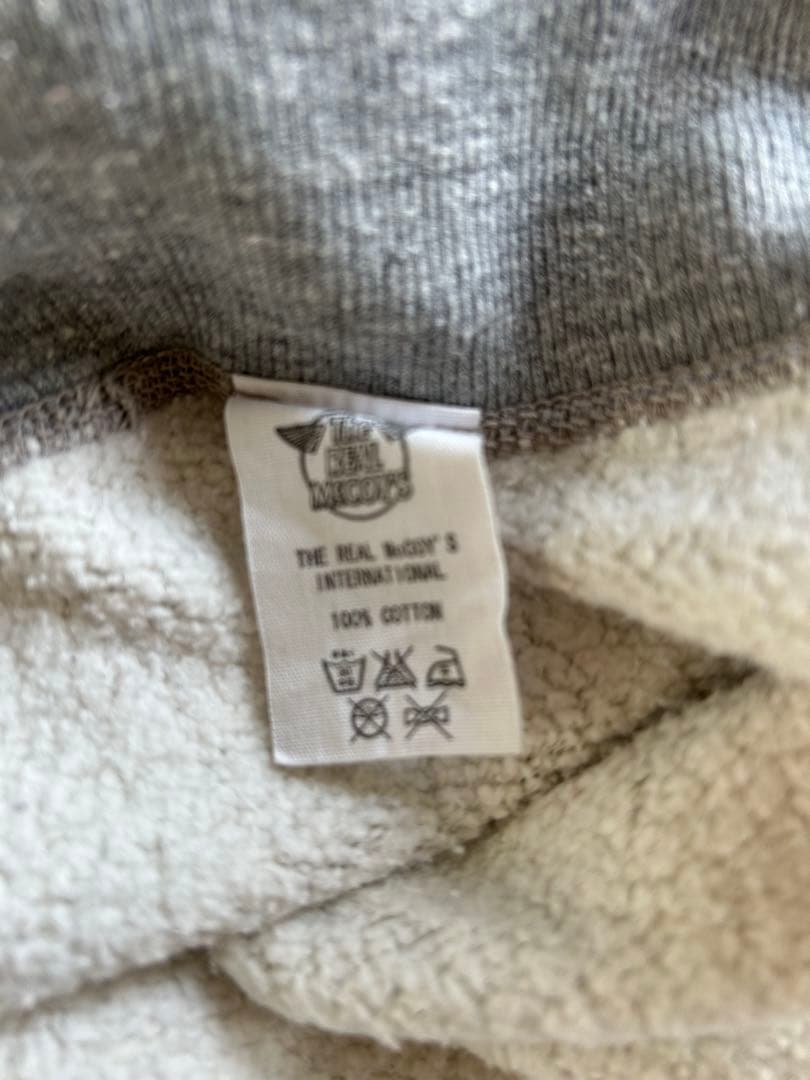 THE
REAL
McCOY'S
THE REAL McCOY'S
INTERNATIONAL
100% COTTON